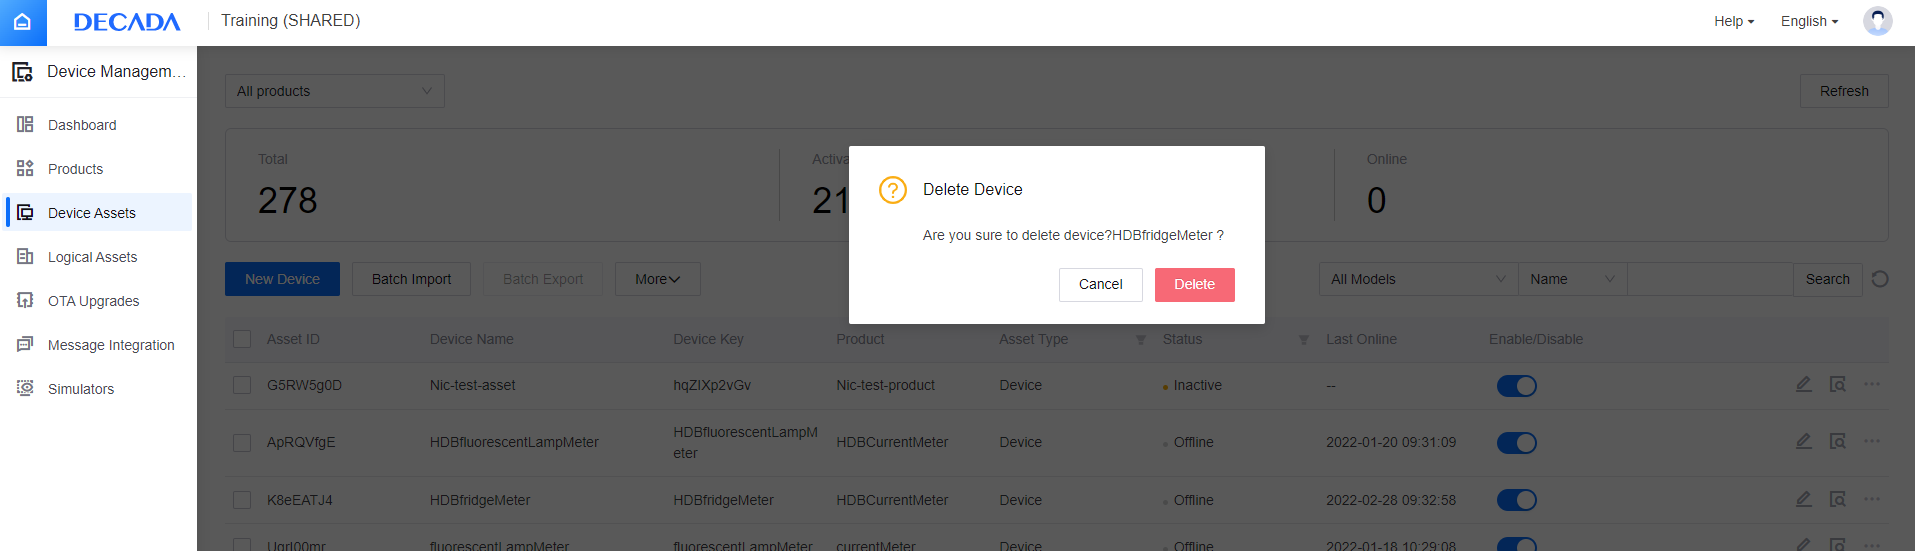 DECADA
Training (SHARED)
Help
English
Device Managem...
Dashboard
Products
Device Assets
Logical Assets
OTA Upgrades
Message Integration
Simulators
All products
Refresh
Total
278
Activa
21
Online
0
Delete Device
Are you sure to delete device?HDBfridgeMeter ?
Cancel
Delete
New Device
Batch Import
Batch Export
More
All Models
Name
Search
Asset ID Device Name Device Key Product Asset Type Status Last Online Enable/Disable
G5RW5g0D Nic-test-asset hqZIXp2vGv Nic-test-product Device Inactive --
ApRQVfgE HDBfluorescentLampMeter HDBfluorescentLampM HDBCurrentMeter Device Offline 2022-01-20 09:31:09
eter
K8eEATJ4 HDBfridgeMeter HDBfridgeMeter HDBCurrentMeter Device Offline 2022-02-28 09:32:58
fluorescentLampMeter fluorescentLampMeter currentMeter Device Offline 2022-01-18 10:29:08